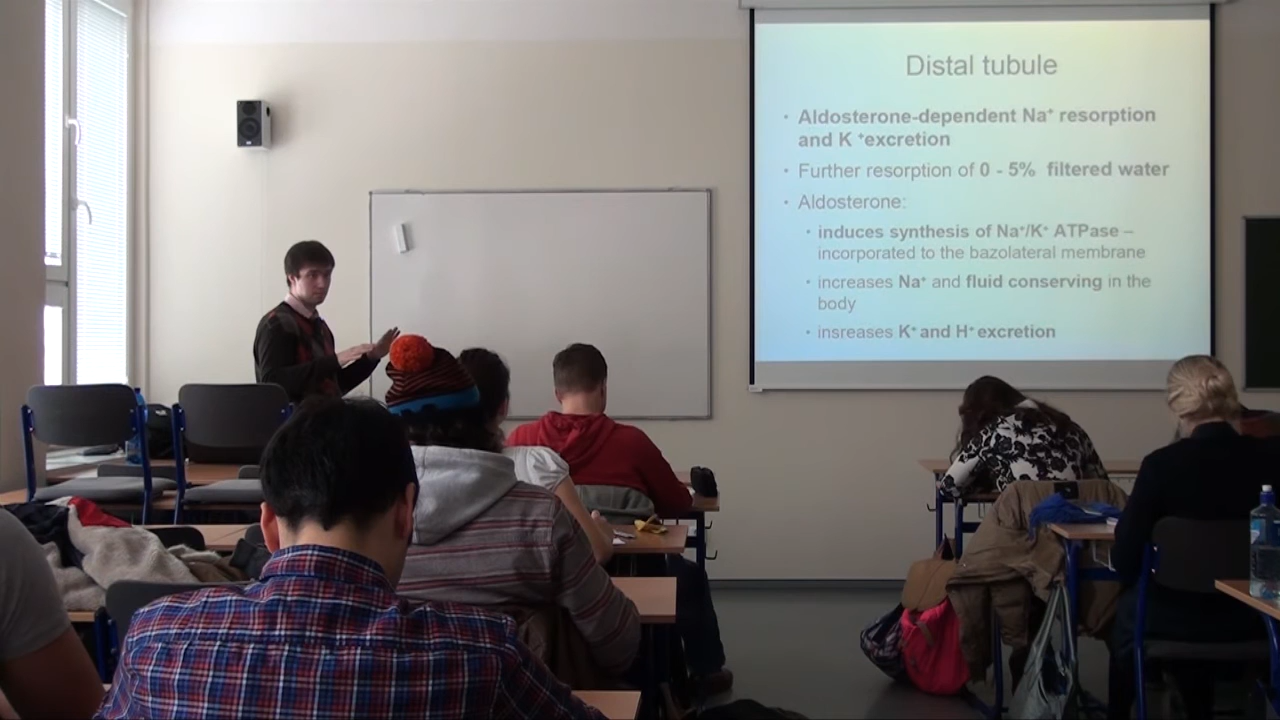 Distal tubule
• Aldosterone-dependent Na⁺ resorption
and K ⁺excretion
• Further resorption of 0 - 5% filtered water
• Aldosterone:
• induces synthesis of Na⁺/K⁺ ATPase –
incorporated to the bazolateral membrane
• increases Na⁺ and fluid conserving in the
body
• insreases K⁺ and H⁺ excretion